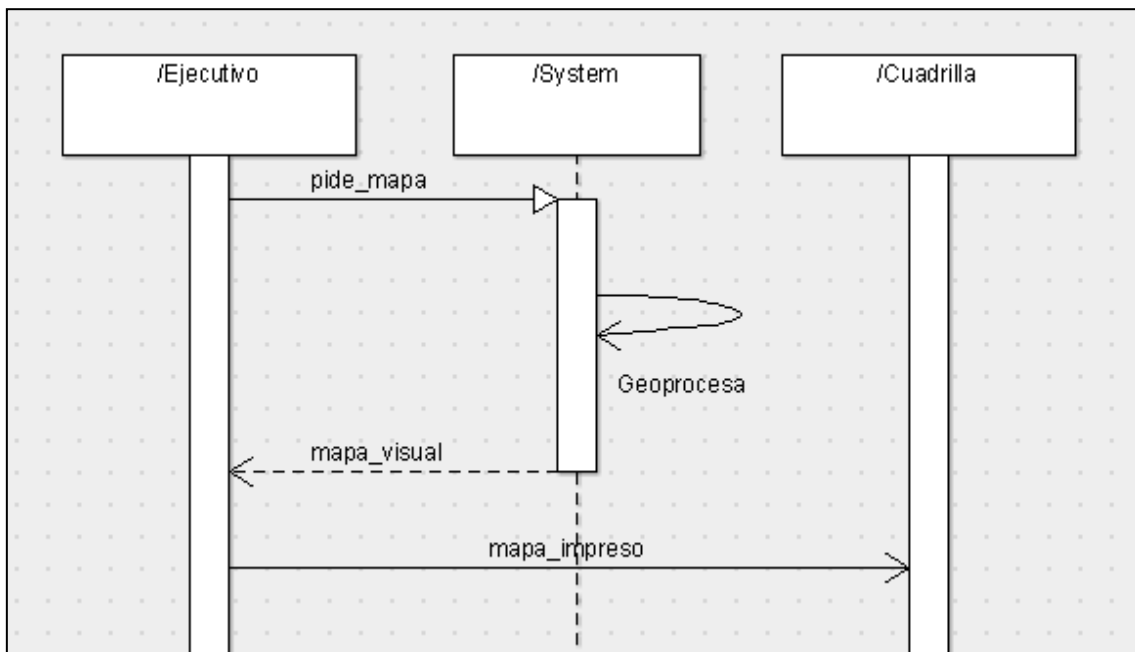 /Ejecutivo
/System
/Cuadrilla
pide_mapa
Geoprocesa
mapa_visual
mapa_impreso